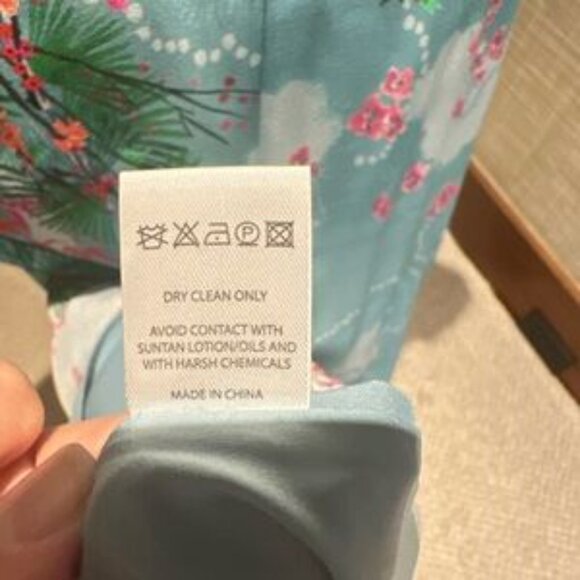 P
DRY CLEAN ONLY
AVOID CONTACT WITH
SUNTAN LOTION/OILS AND
WITH HARSH CHEMICALS
MADE IN CHINA